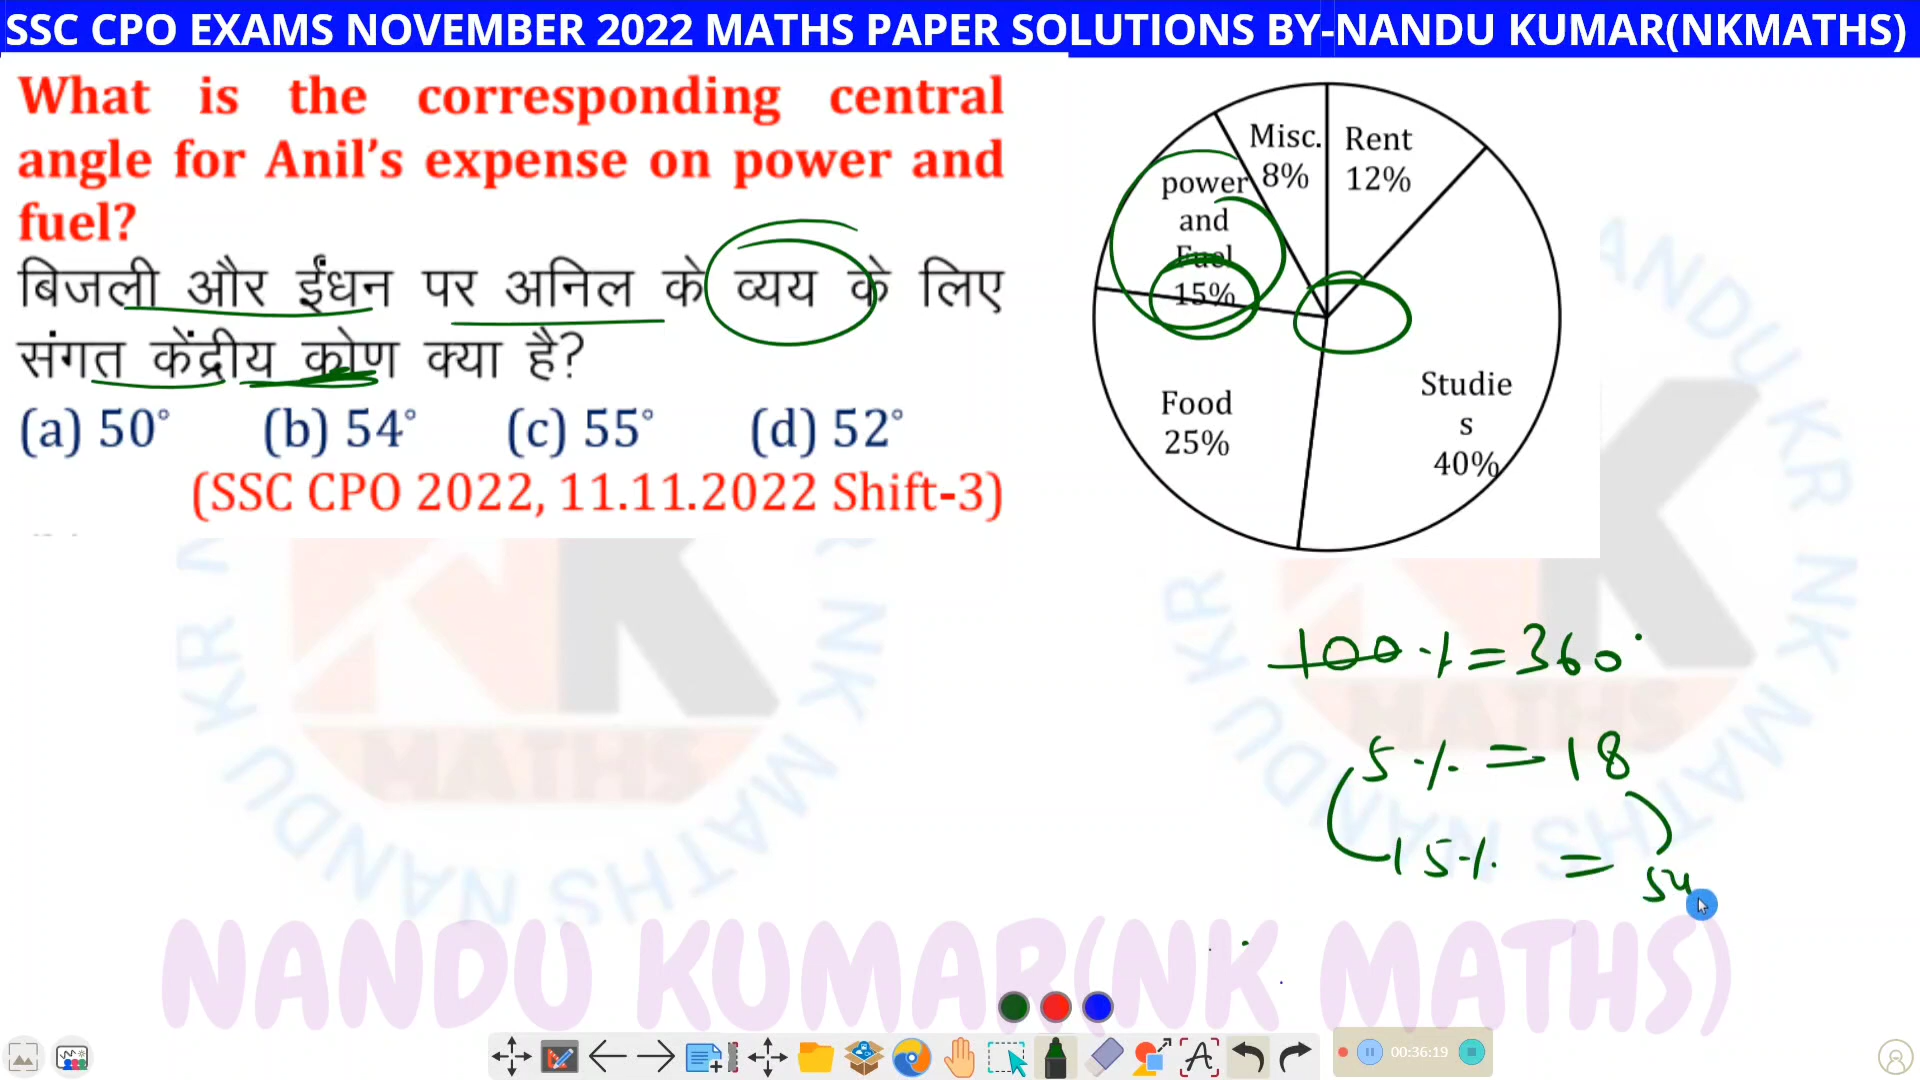 SSC CPO EXAMS NOVEMBER 2022 MATHS PAPER SOLUTIONS BY-NANDU KUMAR(NKMATHS)
What is the corresponding central
angle for Anil's expense on power and
fuel?
बिजली और ईंधन पर अनिल के व्यय के लिए
संगत केंद्रीय कोण क्या है?
(a) 50° (b) 54° (c) 55° (d) 52°
(SSC CPO 2022, 11.11.2022 Shift-3)
Misc.
8%
Rent
12%
power
and
Fuel
15%
Food
25%
Studie
s
40%
100% = 360°
5% = 18
15% = 54
NANDU KUMAR(NK MATHS)
00:36:19